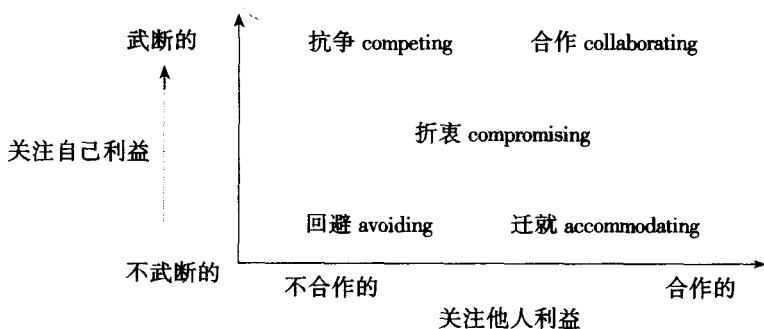 武断的
抗争 competing
合作 collaborating
折衷 compromising
关注自己利益
回避 avoiding
迁就 accommodating
不武断的
不合作的
合作的
关注他人利益